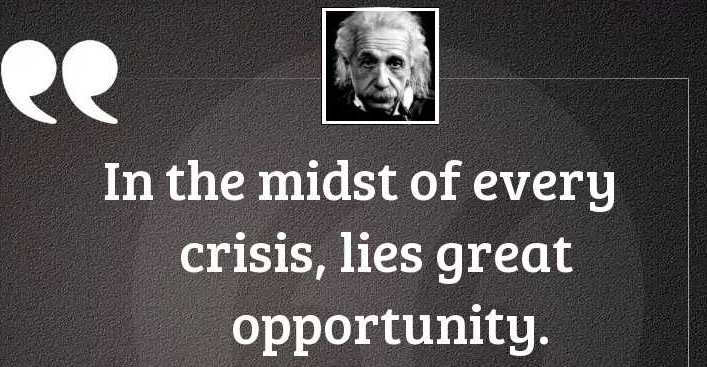 In the midst of every
crisis, lies great
opportunity.